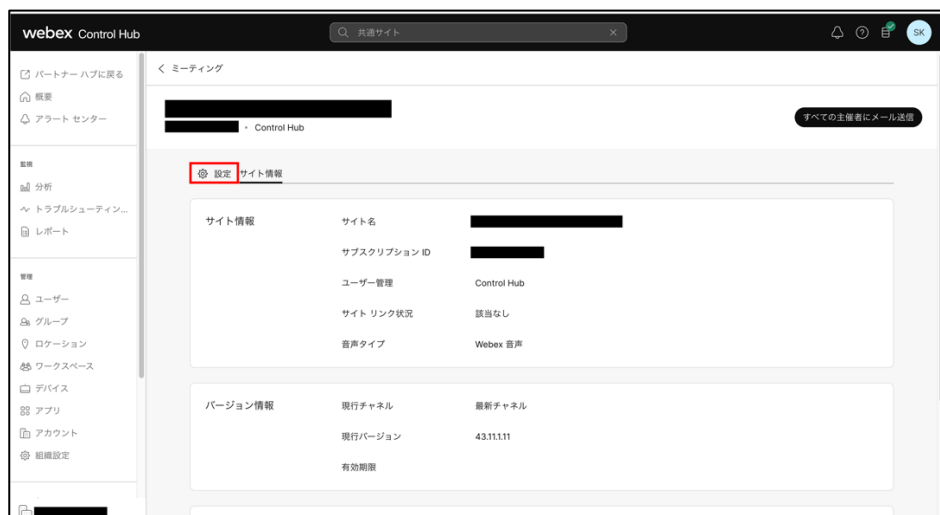 webex Control Hub
共通サイト
SK
パートナー ハブに戻る
概要
アラート センター
監視
分析
トラブルシューティン...
レポート
管理
ユーザー
グループ
ロケーション
ワークスペース
デバイス
アプリ
アカウント
組織設定
ミーティング
• Control Hub
すべての主催者にメール送信
設定 サイト情報
サイト情報
サイト名
サブスクリプション ID
ユーザー管理 Control Hub
サイト リンク状況 該当なし
音声タイプ Webex 音声
バージョン情報
現行チャネル 最新チャネル
現行バージョン 43.11.1.11
有効期限